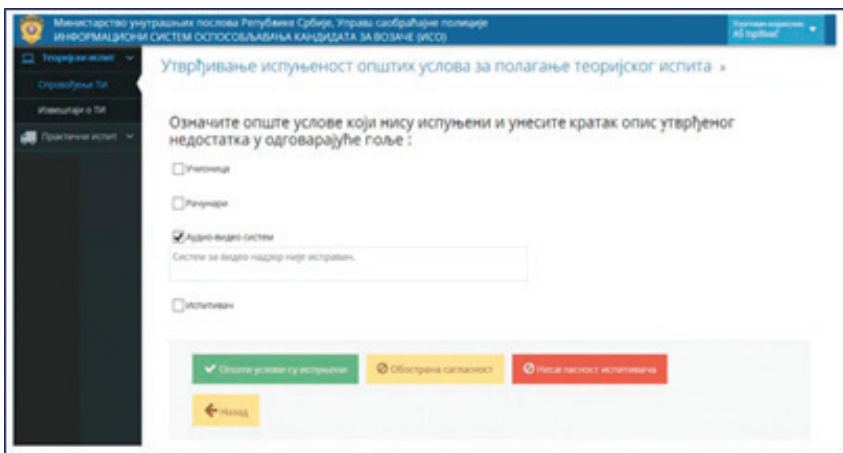 Министарство унутрашњих послова Републике Србије, Управа саобраћајне полиције
ИНФОРМАЦИОНИ СИСТЕМ ОСПОСОБЉАВАЊА КАНДИДАТА ЗА ВОЗАЧЕ (ИСО)
Теоријски испит
Спровођење ТИ
Извештаји о ТИ
Практични испит
Утврђивање испуњеност општих услова за полагање теоријског испита »
Означите опште услове који нису испуњени и унесите кратак опис утврђеног
недостатка у одговарајуће поље :
Учионица
Рачунари
Аудио-видео систем
Систем за видео надзор није исправан.
Испитивач
Општи услови су испуњени
Обострана сагласност
Несагласност испитивача
Назад